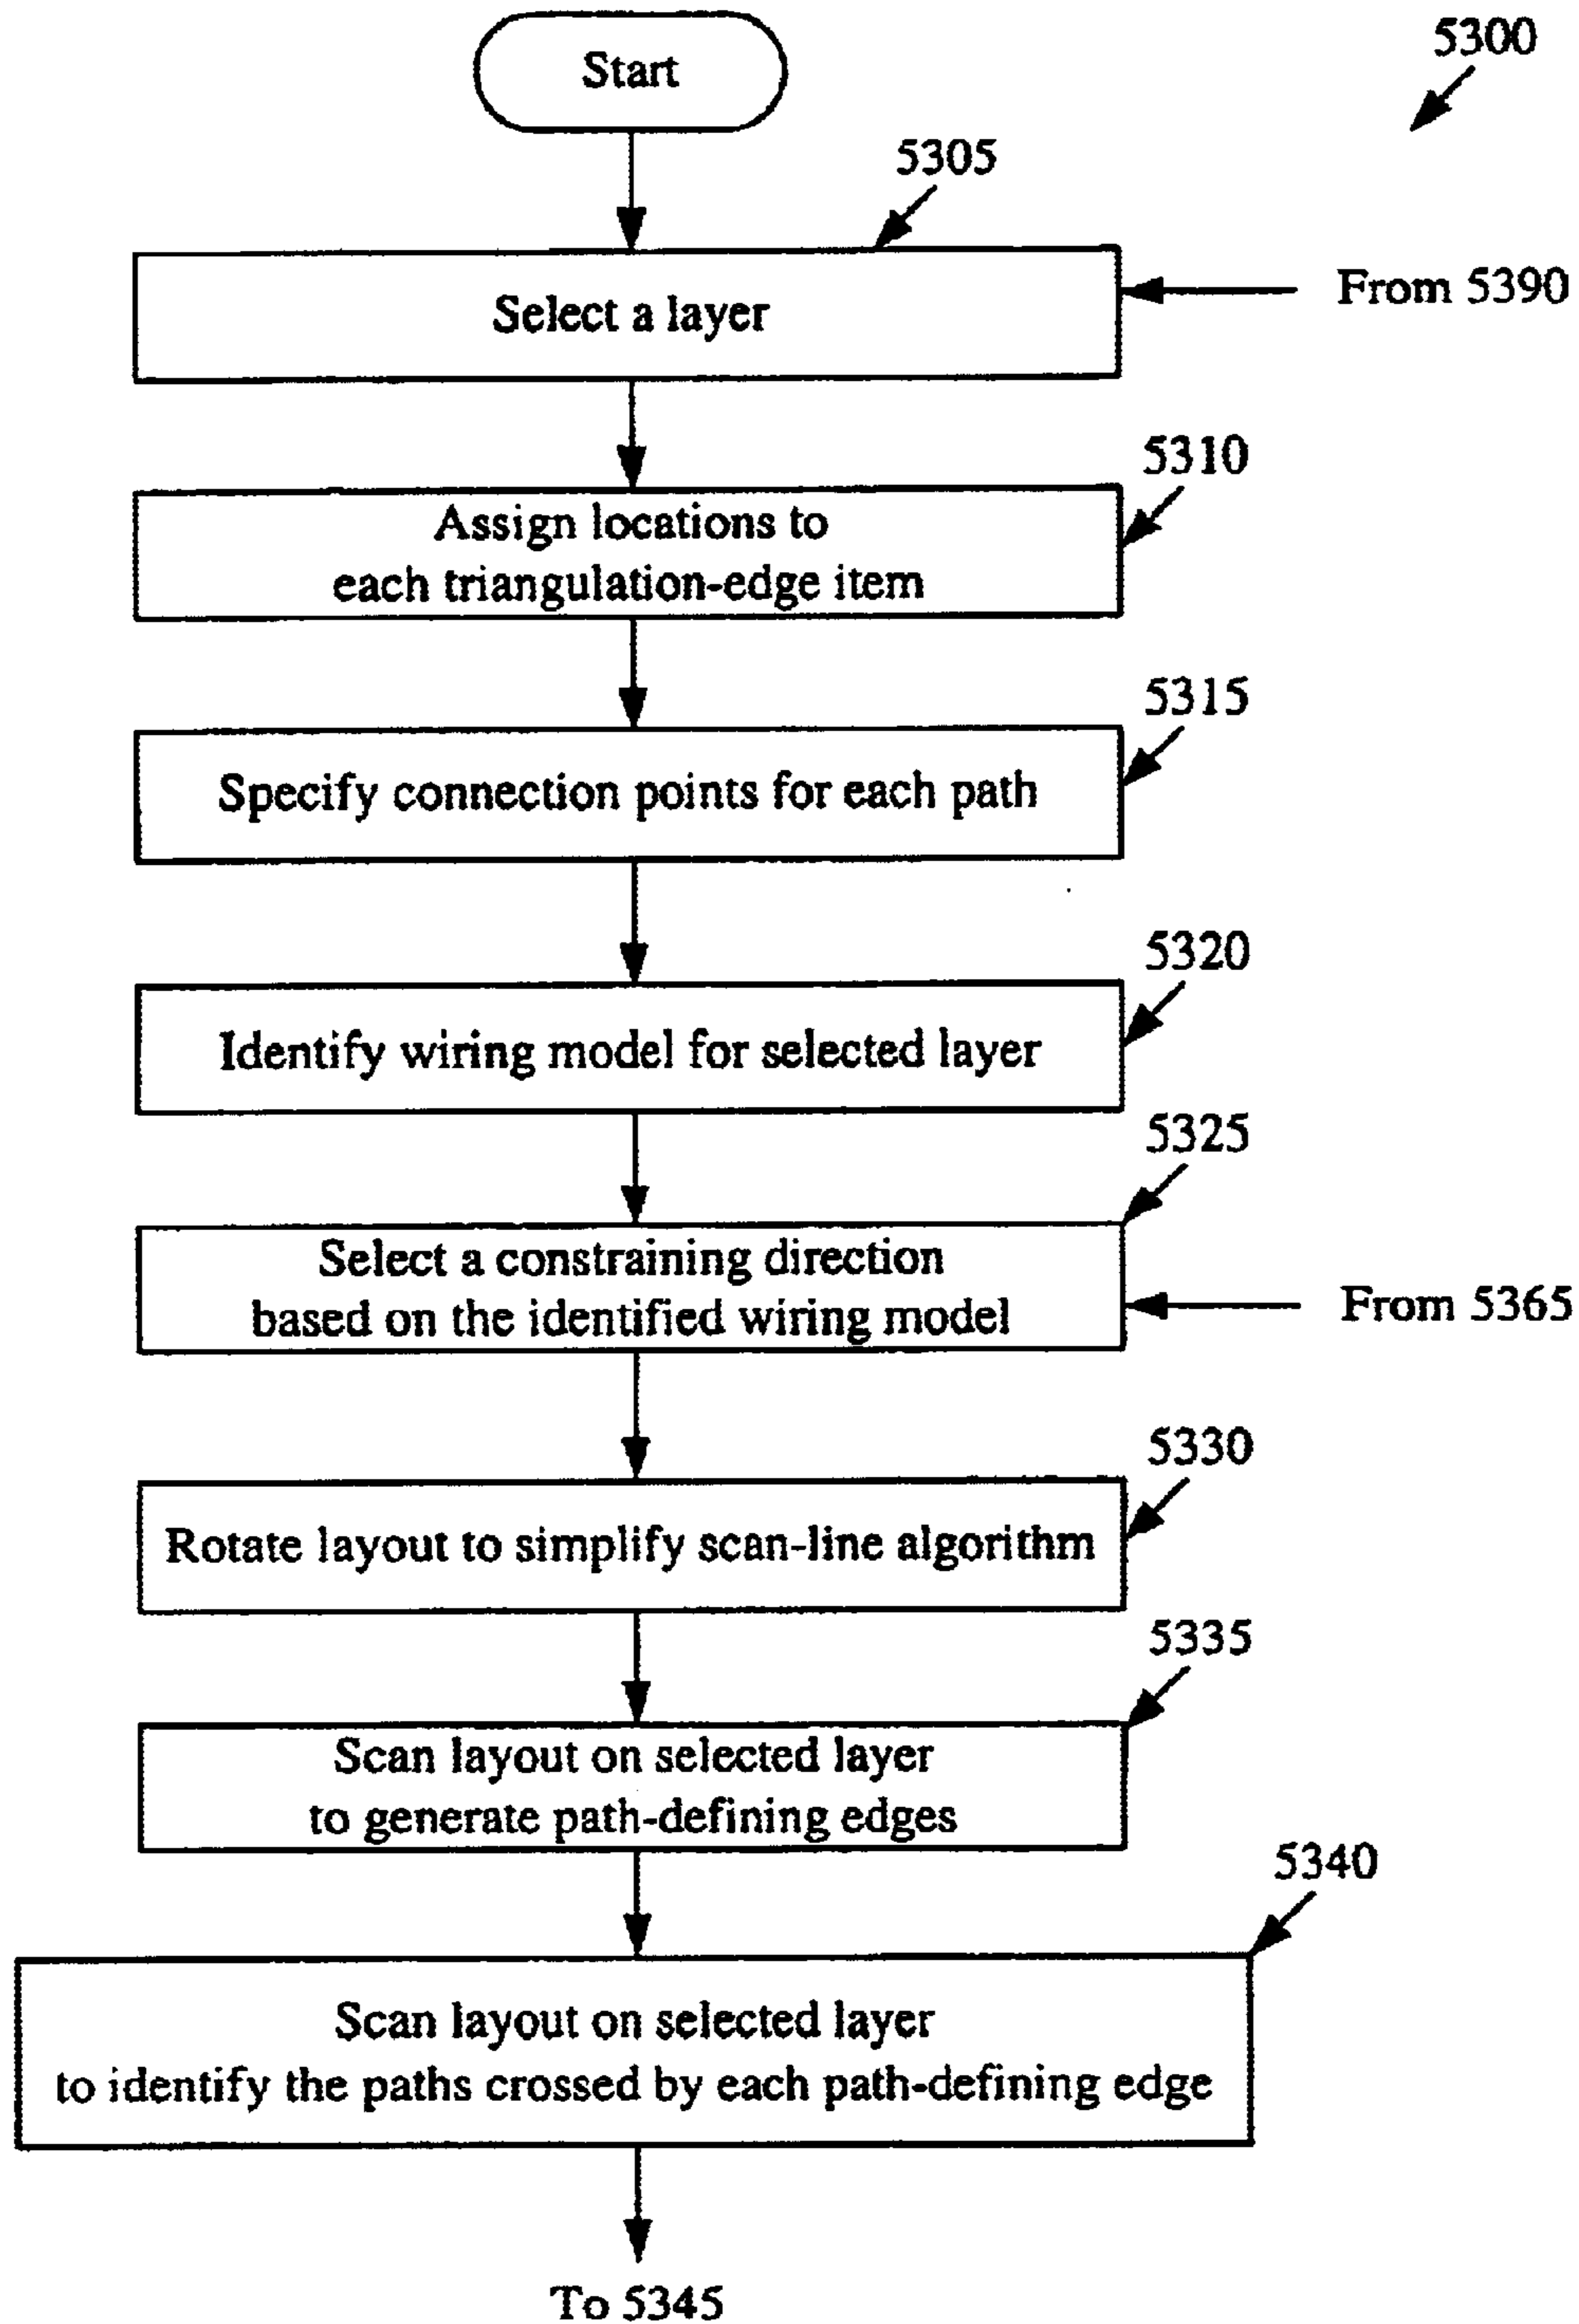 5300
Start
5305
Select a layer
From 5390
5310
Assign locations to
each triangulation-edge item
5315
Specify connection points for each path
5320
Identify wiring model for selected layer
5325
Select a constraining direction
based on the identified wiring model
From 5365
5330
Rotate layout to simplify scan-line algorithm
5335
Scan layout on selected layer
to generate path-defining edges
5340
Scan layout on selected layer
to identify the paths crossed by each path-defining edge
To 5345